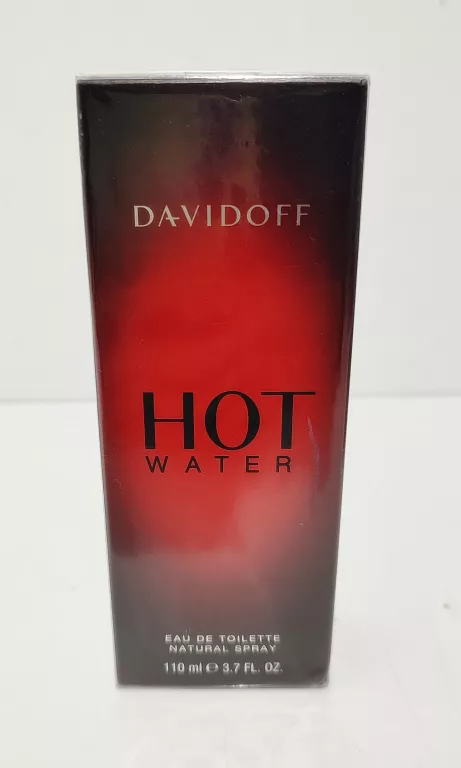 DAVIDOFF
HOT
WATER
EAU DE TOILETTE
NATURAL SPRAY
110 ml ℮ 3.7 FL. OZ.